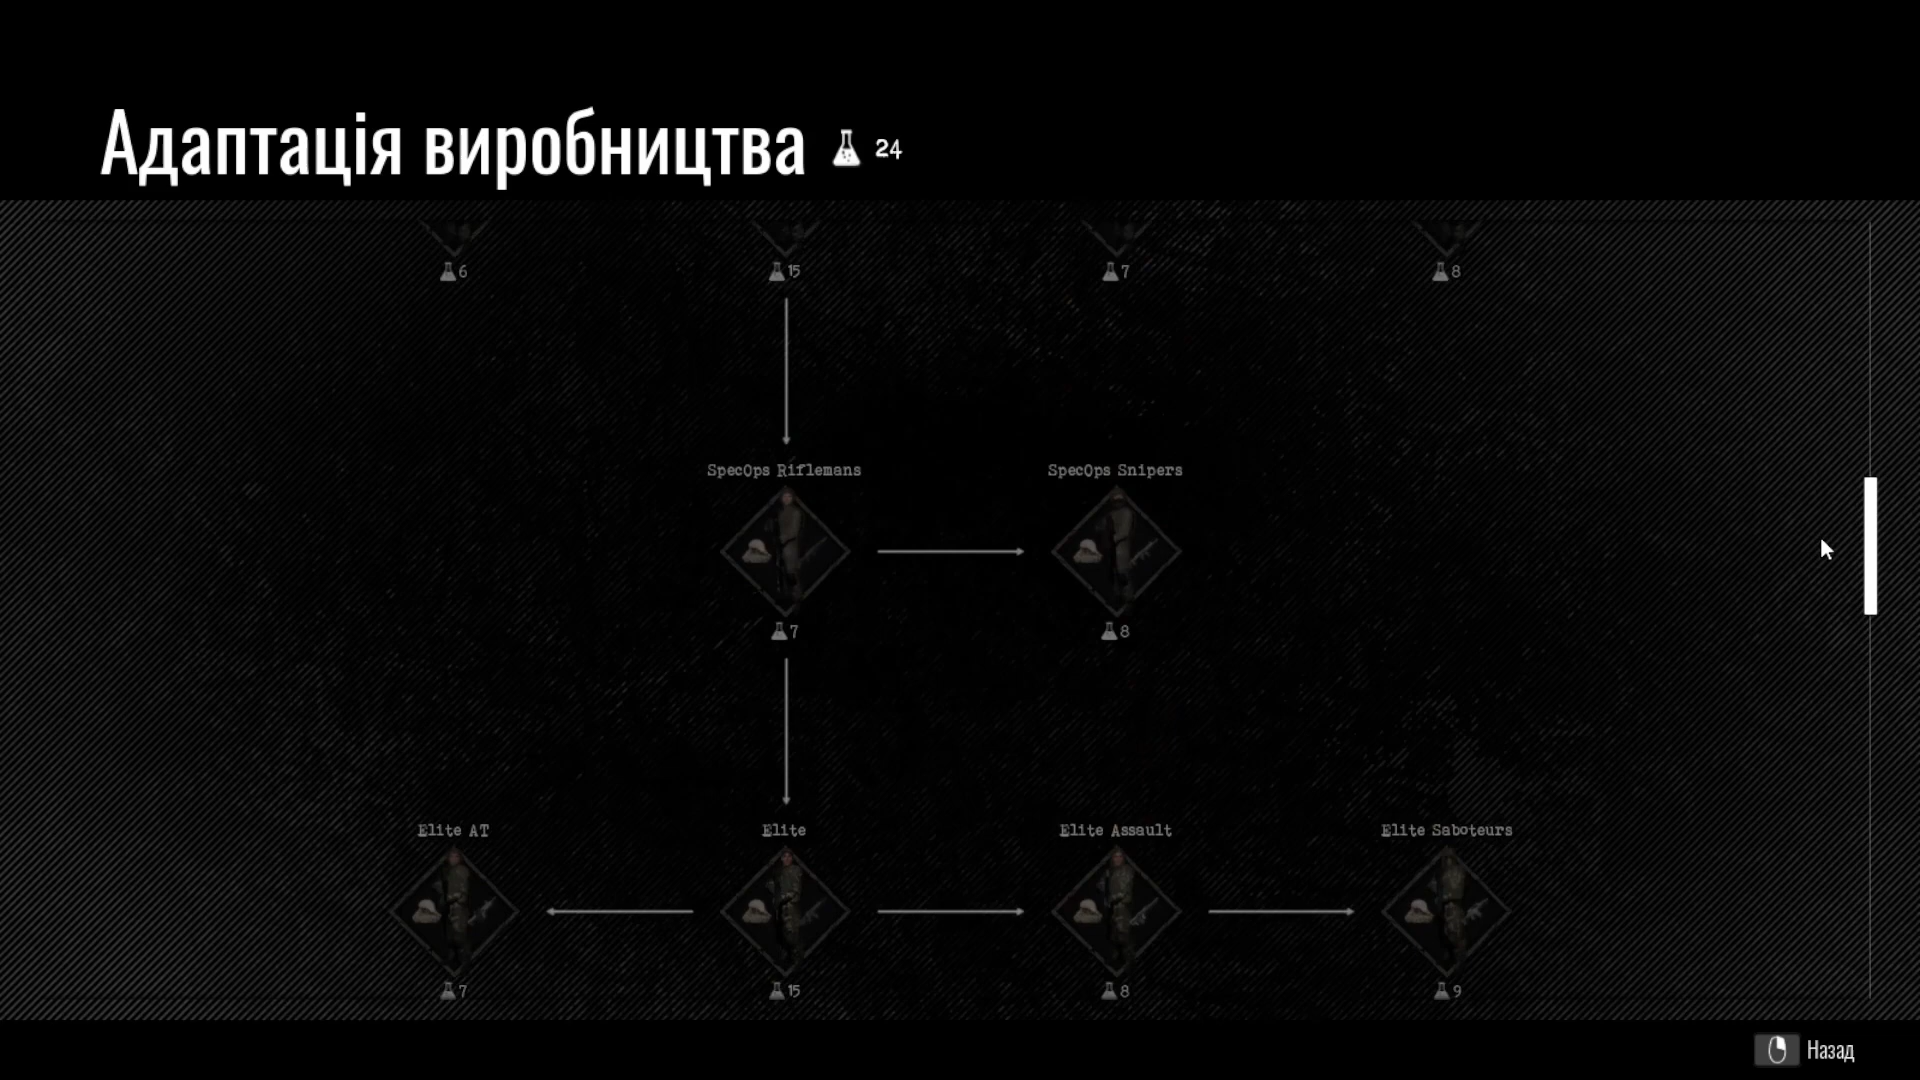 Адаптація виробництва 24
6 15 7 8
SpecOps Riflemans SpecOps Snipers
7 8
Elite AT Elite Elite Assault Elite Saboteurs
7 15 8 9
Назад